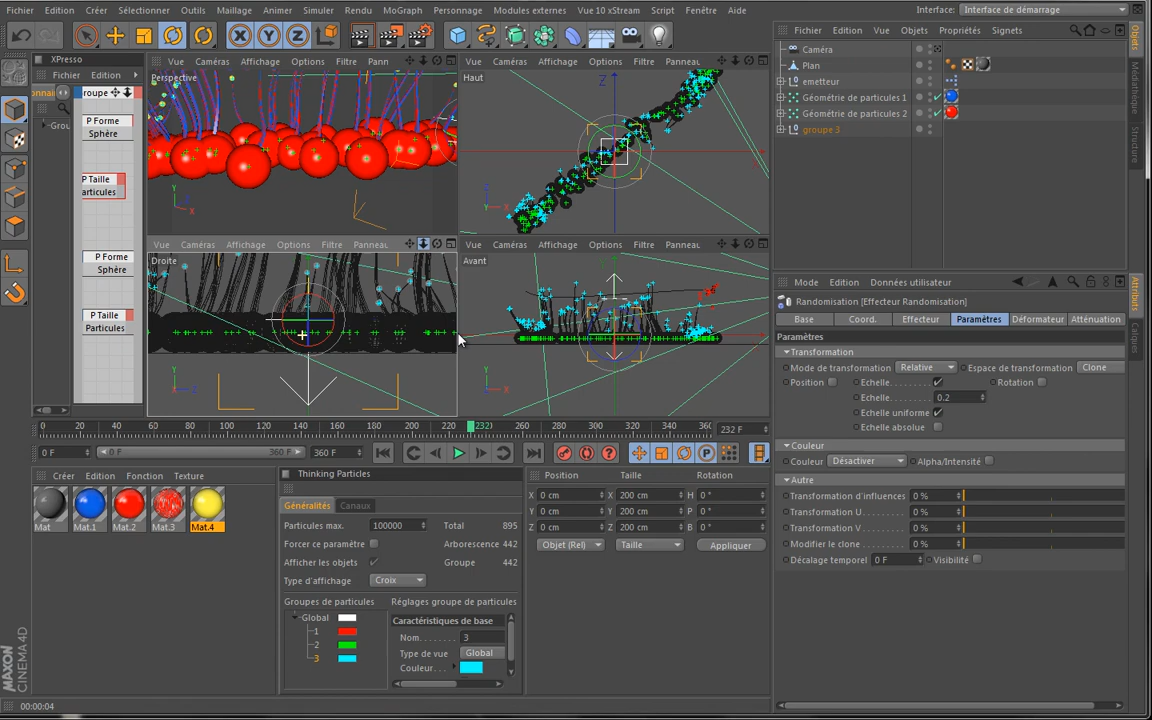 Fichier Edition Créer Sélectionner Outils Maillage Animer Simuler Rendu MoGraph Personnage Modules externes Vue 10 xStream Script Fenêtre Aide Interface: Interface de démarrage
XPresso
Fichier Edition
Groupe
P Forme
Sphère
P Taille
articules
P Forme
Sphère
P Taille
Particules
Vue Caméras Affichage Options Filtre Pann
Perspective
Y
X
Vue Caméras Affichage Options Filtre Panneau
Haut
Z
X
Vue Caméras Affichage Options Filtre Panneau
Droite
Y
Z
Vue Caméras Affichage Options Filtre Panneau
Avant
Y
X
Fichier Edition Vue Objets Propriétés Signets
Caméra
Plan
emetteur
Géométrie de particules 1
Géométrie de particules 2
groupe 3
Objets
Médiathèque
Structure
Mode Edition Données utilisateur
Randomisation [Effecteur Randomisation]
Base Coord. Effecteur Paramètres Déformateur Atténuation
Paramètres
Transformation
Mode de transformation Relative Espace de transformation Clone
Position Echelle Rotation
Echelle 0.2
Echelle uniforme
Echelle absolue
Couleur
Couleur Désactiver Alpha/Intensité
Autre
Transformation d'influences 0 %
Transformation U 0 %
Transformation V 0 %
Modifier le clone 0 %
Décalage temporel 0 F Visibilité
Attributs
Calques
0 20 40 60 80 100 120 140 160 180 200 220 232 260 280 300 320 340 36 232 F
0 F 0 F 360 F 360 F
Créer Edition Fonction Texture
Mat Mat.1 Mat.2 Mat.3 Mat.4
Thinking Particles
Généralités Canaux
Particules max. 100000 Total 895
Forcer ce paramètre Arborescence 442
Afficher les objets Groupe 442
Type d'affichage Croix
Groupes de particules Réglages groupe de particules
Global Caractéristiques de base
1
2 Nom 3
3 Type de vue Global
Couleur
Position Taille Rotation
X 0 cm X 200 cm H 0 °
Y 0 cm Y 200 cm P 0 °
Z 0 cm Z 200 cm B 0 °
Objet (Rel) Taille Appliquer
MAXON
CINEMA 4D
00:00:04